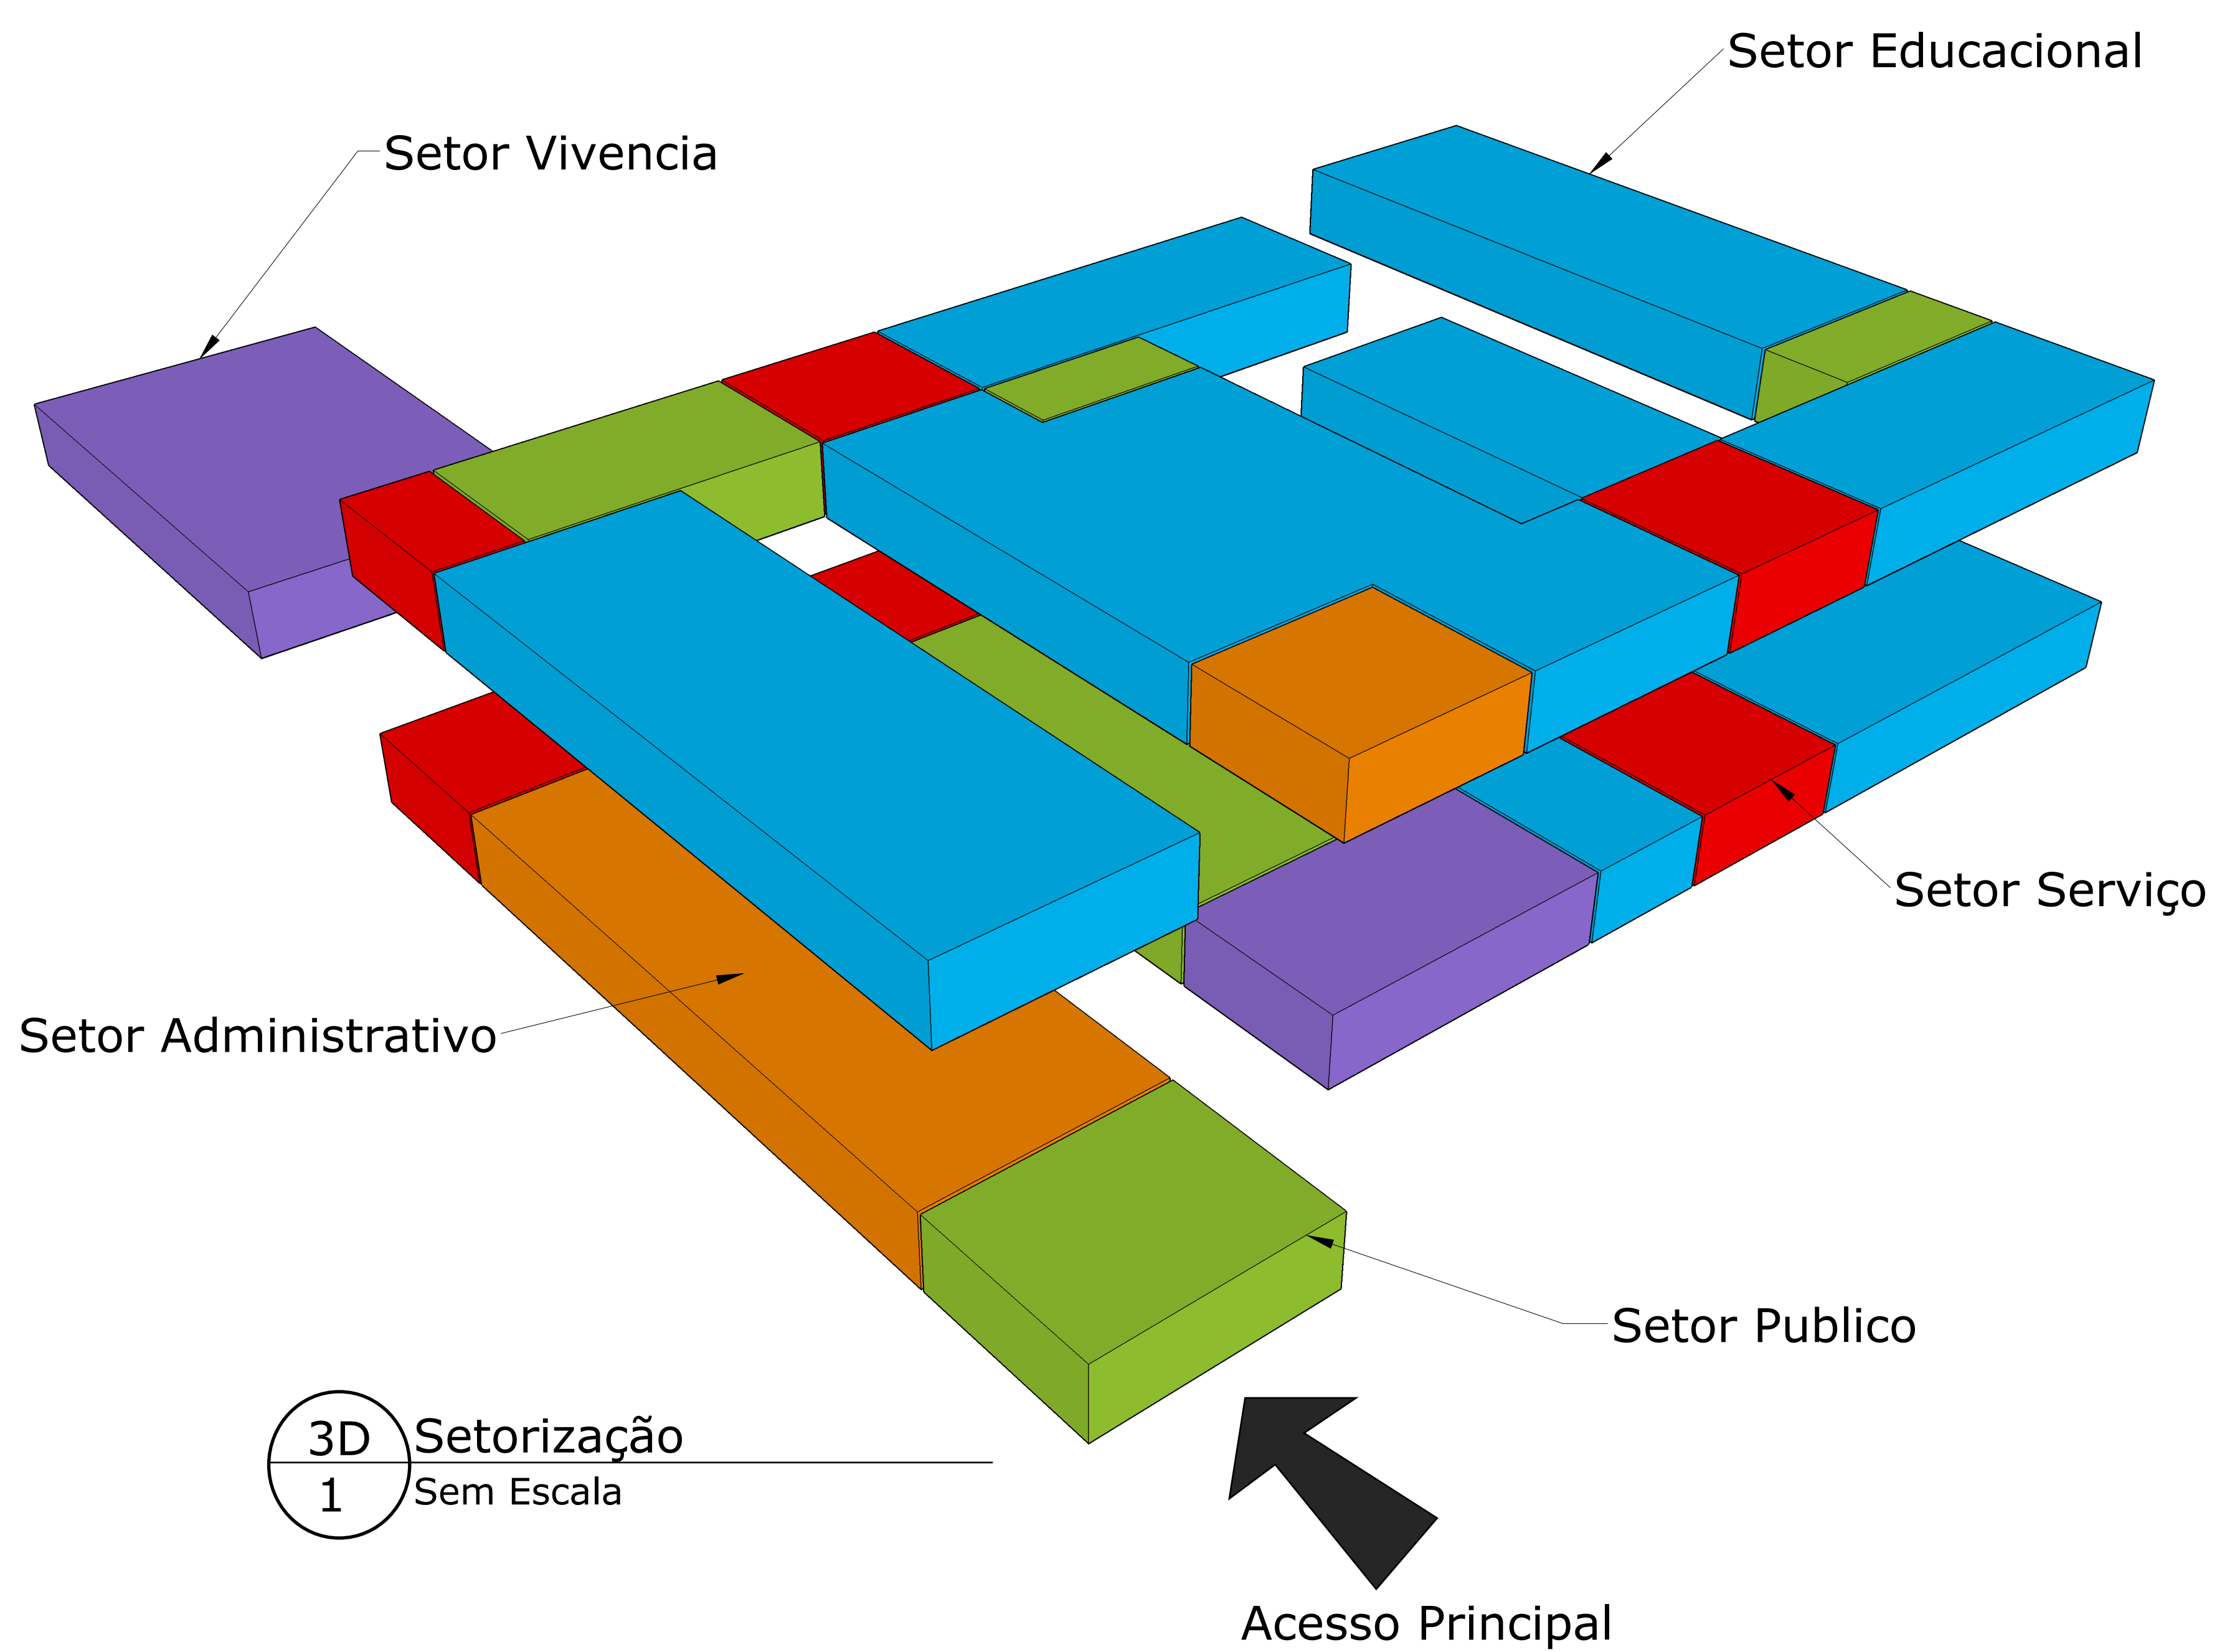 Setor Educacional
Setor Vivencia
Setor Serviço
Setor Administrativo
Setor Publico
3D
Setorização
1
Sem Escala
Acesso Principal